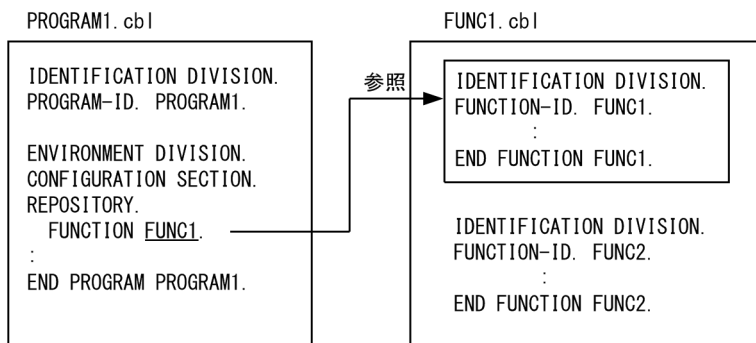 PROGRAM1.cbl
IDENTIFICATION DIVISION.
PROGRAM-ID. PROGRAM1.
ENVIRONMENT DIVISION.
CONFIGURATION SECTION.
REPOSITORY.
FUNCTION FUNC1.
:
END PROGRAM PROGRAM1.
参照
FUNC1.cbl
IDENTIFICATION DIVISION.
FUNCTION-ID. FUNC1.
:
END FUNCTION FUNC1.
IDENTIFICATION DIVISION.
FUNCTION-ID. FUNC2.
:
END FUNCTION FUNC2.